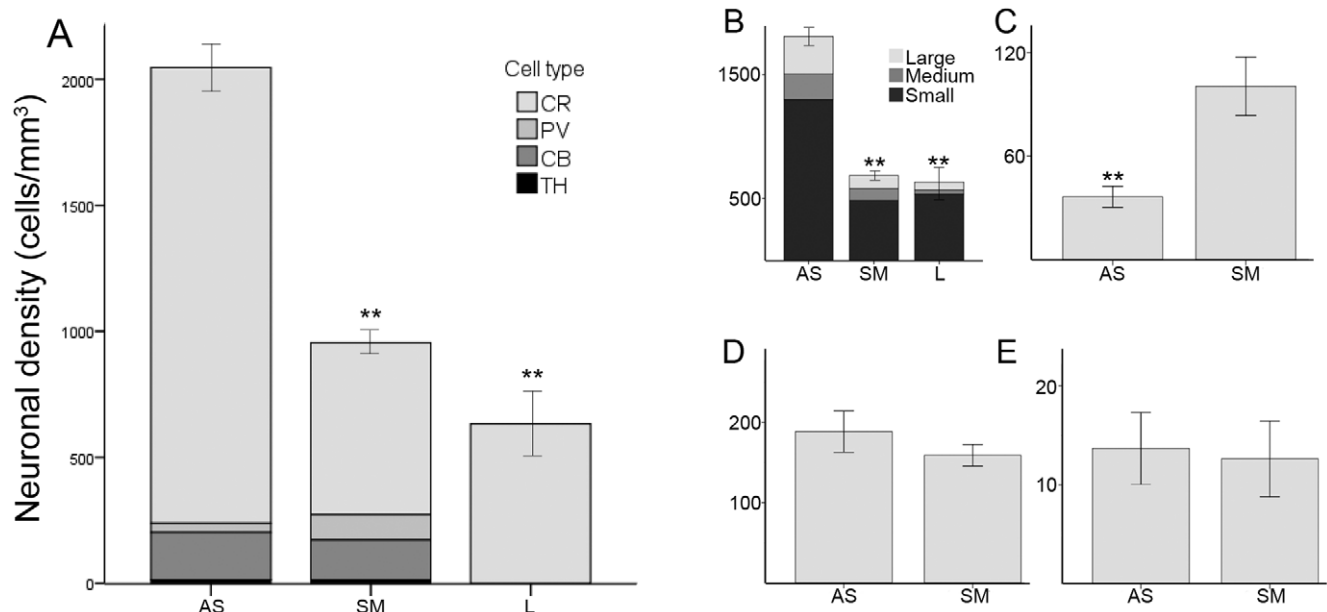 A
Neuronal density (cells/mm³)
2000
1500
1000
500
0
Cell type
CR
PV
CB
TH
**
**
AS SM L
B
1500
500
Large
Medium
Small
**
**
AS SM L
C
120
60
**
AS SM
D
200
100
AS SM
E
20
10
AS SM